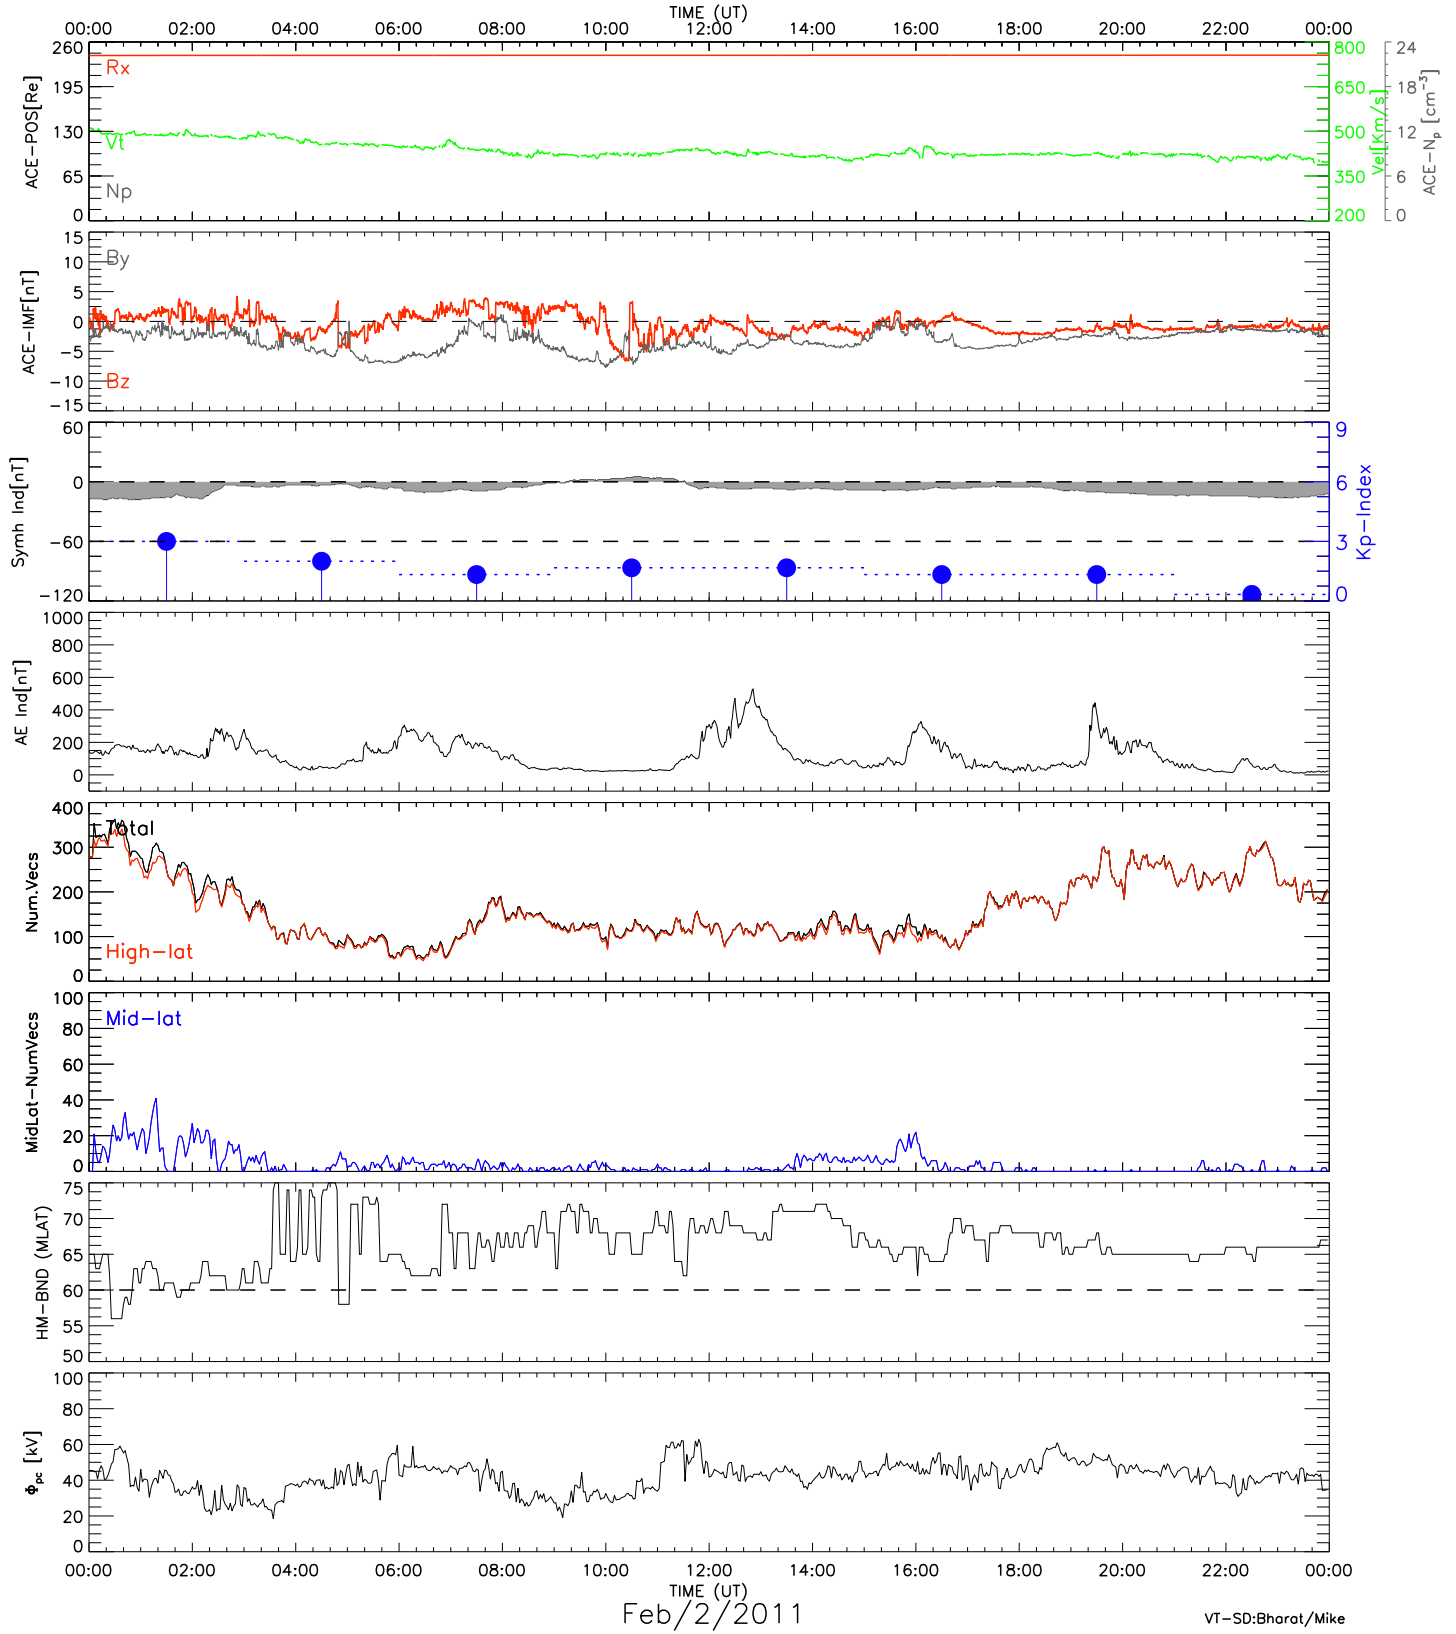 TIME (UT)
00:00 02:00 04:00 06:00 08:00 10:00 12:00 14:00 16:00 18:00 20:00 22:00 00:00
ACE-POS[Re]
260
195
130
65
0
Rx
Vt
Np
800
650
500
350
200
Vel[Km/s]
24
18
12
6
0
ACE-Np [cm⁻³]
ACE-IMF[nT]
15
10
5
0
-5
-10
-15
By
Bz
Symh Ind[nT]
60
0
-60
-120
9
6
3
0
Kp-Index
AE Ind[nT]
1000
800
600
400
200
0
Num.Vecs
400
300
200
100
0
Total
High-lat
MidLat-NumVecs
100
80
60
40
20
0
Mid-lat
HM-BND (MLAT)
75
70
65
60
55
50
Φpc [kV]
100
80
60
40
20
0
00:00 02:00 04:00 06:00 08:00 10:00 12:00 14:00 16:00 18:00 20:00 22:00 00:00
TIME (UT)
Feb/2/2011
VT-SD:Bharat/Mike